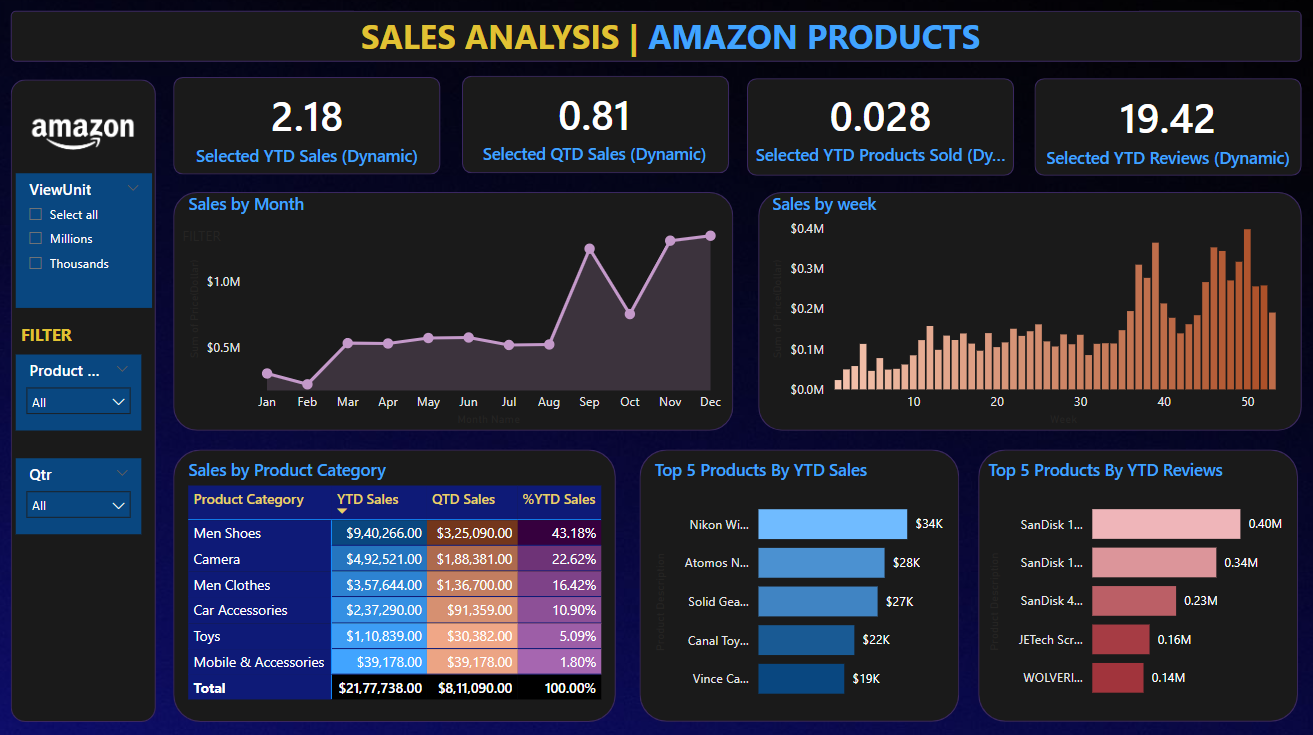 SALES ANALYSIS | AMAZON PRODUCTS
amazon
2.18
Selected YTD Sales (Dynamic)
0.81
Selected QTD Sales (Dynamic)
0.028
Selected YTD Products Sold (Dy...
19.42
Selected YTD Reviews (Dynamic)
ViewUnit
Select all
Millions
Thousands
FILTER
Product ...
All
Qtr
All
Sales by Month
FILTER
$1.0M
$0.5M
Jan Feb Mar Apr May Jun Jul Aug Sep Oct Nov Dec
Month Name
Sales by week
$0.4M
$0.3M
$0.2M
$0.1M
$0.0M
10 20 30 40 50
Week
Sales by Product Category
Product Category YTD Sales QTD Sales %YTD Sales
Men Shoes $9,40,266.00 $3,25,090.00 43.18%
Camera $4,92,521.00 $1,88,381.00 22.62%
Men Clothes $3,57,644.00 $1,36,700.00 16.42%
Car Accessories $2,37,290.00 $91,359.00 10.90%
Toys $1,10,839.00 $30,382.00 5.09%
Mobile & Accessories $39,178.00 $39,178.00 1.80%
Total $21,77,738.00 $8,11,090.00 100.00%
Top 5 Products By YTD Sales
Product Description
Nikon Wi... $34K
Atomos N... $28K
Solid Gea... $27K
Canal Toy... $22K
Vince Ca... $19K
Top 5 Products By YTD Reviews
Product Description
SanDisk 1... 0.40M
SanDisk 1... 0.34M
SanDisk 4... 0.23M
JETech Scr... 0.16M
WOLVERI... 0.14M